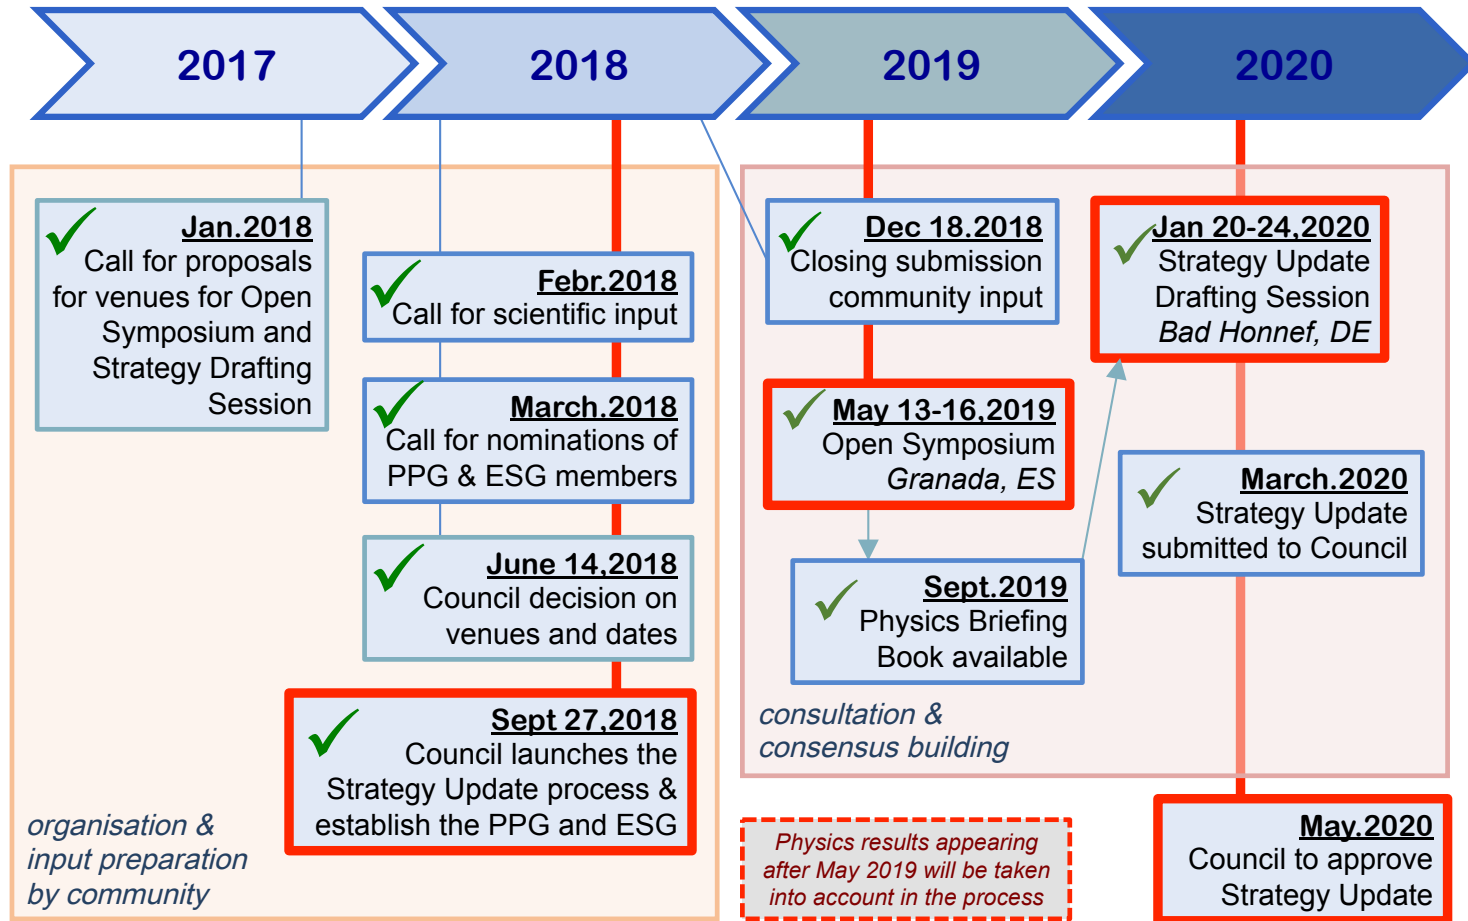 2017
2018
2019
2020
Jan.2018
Call for proposals
for venues for Open
Symposium and
Strategy Drafting
Session
Febr.2018
Call for scientific input
March.2018
Call for nominations of
PPG & ESG members
June 14,2018
Council decision on
venues and dates
Sept 27,2018
Council launches the
Strategy Update process &
establish the PPG and ESG
organisation &
input preparation
by community
Dec 18.2018
Closing submission
community input
May 13-16,2019
Open Symposium
Granada, ES
Sept.2019
Physics Briefing
Book available
Jan 20-24,2020
Strategy Update
Drafting Session
Bad Honnef, DE
March.2020
Strategy Update
submitted to Council
consultation &
consensus building
Physics results appearing
after May 2019 will be taken
into account in the process
May.2020
Council to approve
Strategy Update